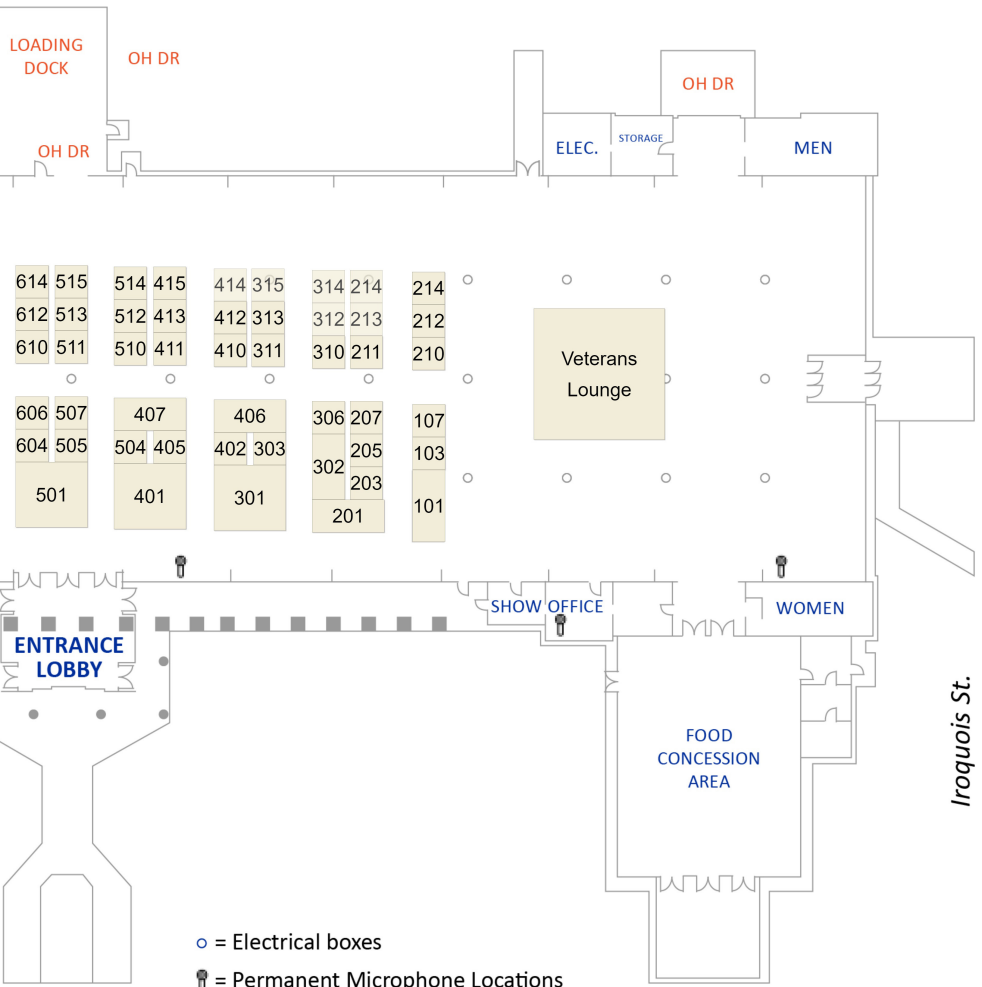 LOADING
DOCK
OH DR
OH DR
OH DR
ELEC.
STORAGE
MEN
614 515 514 415 414 315 314 214 214
612 513 512 413 412 313 312 213 212
610 511 510 411 410 311 310 211 210
Veterans
Lounge
606 507 407 406 306 207 107
604 505 504 405 402 303 302 205 103
203
501 401 301 201 101
SHOW OFFICE
WOMEN
ENTRANCE
LOBBY
FOOD
CONCESSION
AREA
Iroquois St.
= Electrical boxes
= Permanent Microphone Locations